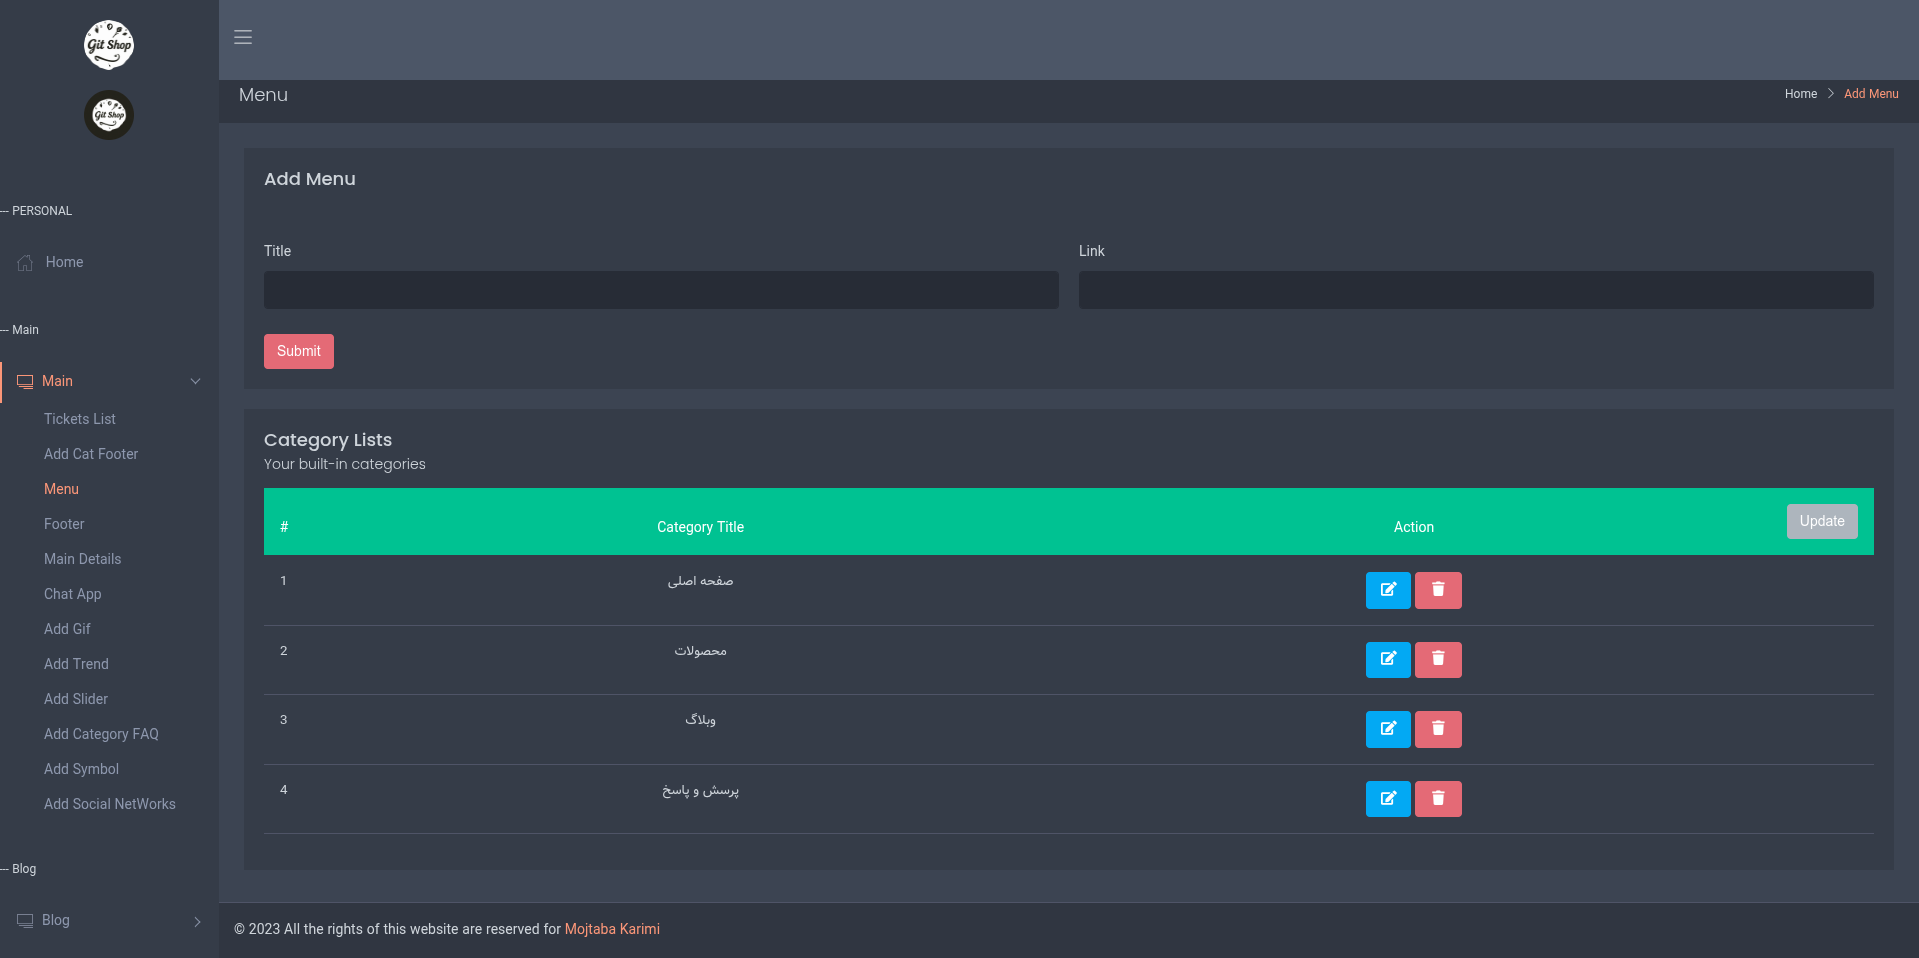 Git Shop
Git Shop
--- PERSONAL
Home
--- Main
Main
Tickets List
Add Cat Footer
Menu
Footer
Main Details
Chat App
Add Gif
Add Trend
Add Slider
Add Category FAQ
Add Symbol
Add Social NetWorks
--- Blog
Blog
Menu
Home > Add Menu
Add Menu
Title Link
Submit
Category Lists
Your built-in categories
# Category Title Action Update
1 صفحه اصلی
2 محصولات
3 وبلاگ
4 پرسش و پاسخ
© 2023 All the rights of this website are reserved for Mojtaba Karimi